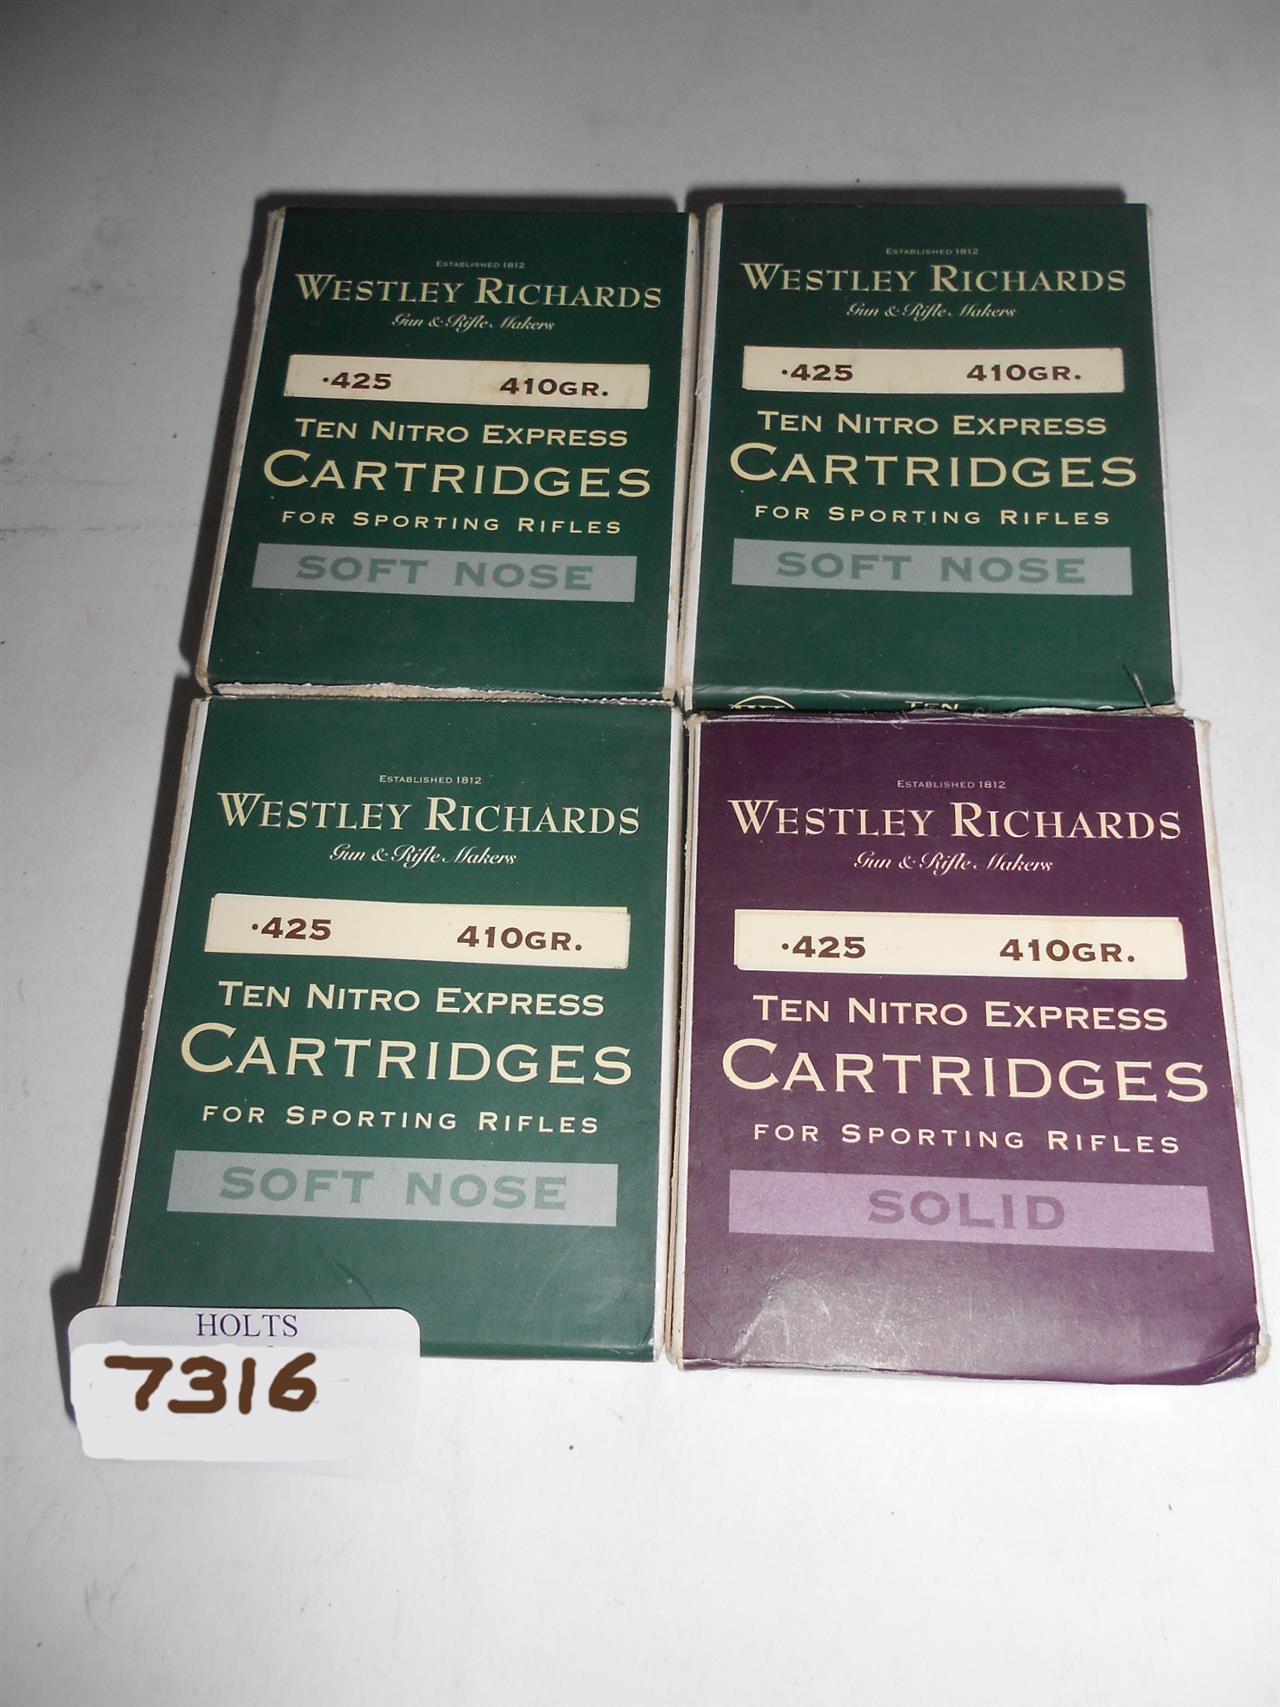 ESTABLISHED 1812
WESTLEY RICHARDS
Gun & Rifle Makers
·425 410GR.
TEN NITRO EXPRESS
CARTRIDGES
FOR SPORTING RIFLES
SOFT NOSE
ESTABLISHED 1812
WESTLEY RICHARDS
Gun & Rifle Makers
·425 410GR.
TEN NITRO EXPRESS
CARTRIDGES
FOR SPORTING RIFLES
SOFT NOSE
TEN
ESTABLISHED 1812
WESTLEY RICHARDS
Gun & Rifle Makers
·425 410GR.
TEN NITRO EXPRESS
CARTRIDGES
FOR SPORTING RIFLES
SOFT NOSE
ESTABLISHED 1812
WESTLEY RICHARDS
Gun & Rifle Makers
·425 410GR.
TEN NITRO EXPRESS
CARTRIDGES
FOR SPORTING RIFLES
SOLID
HOLTS
7316